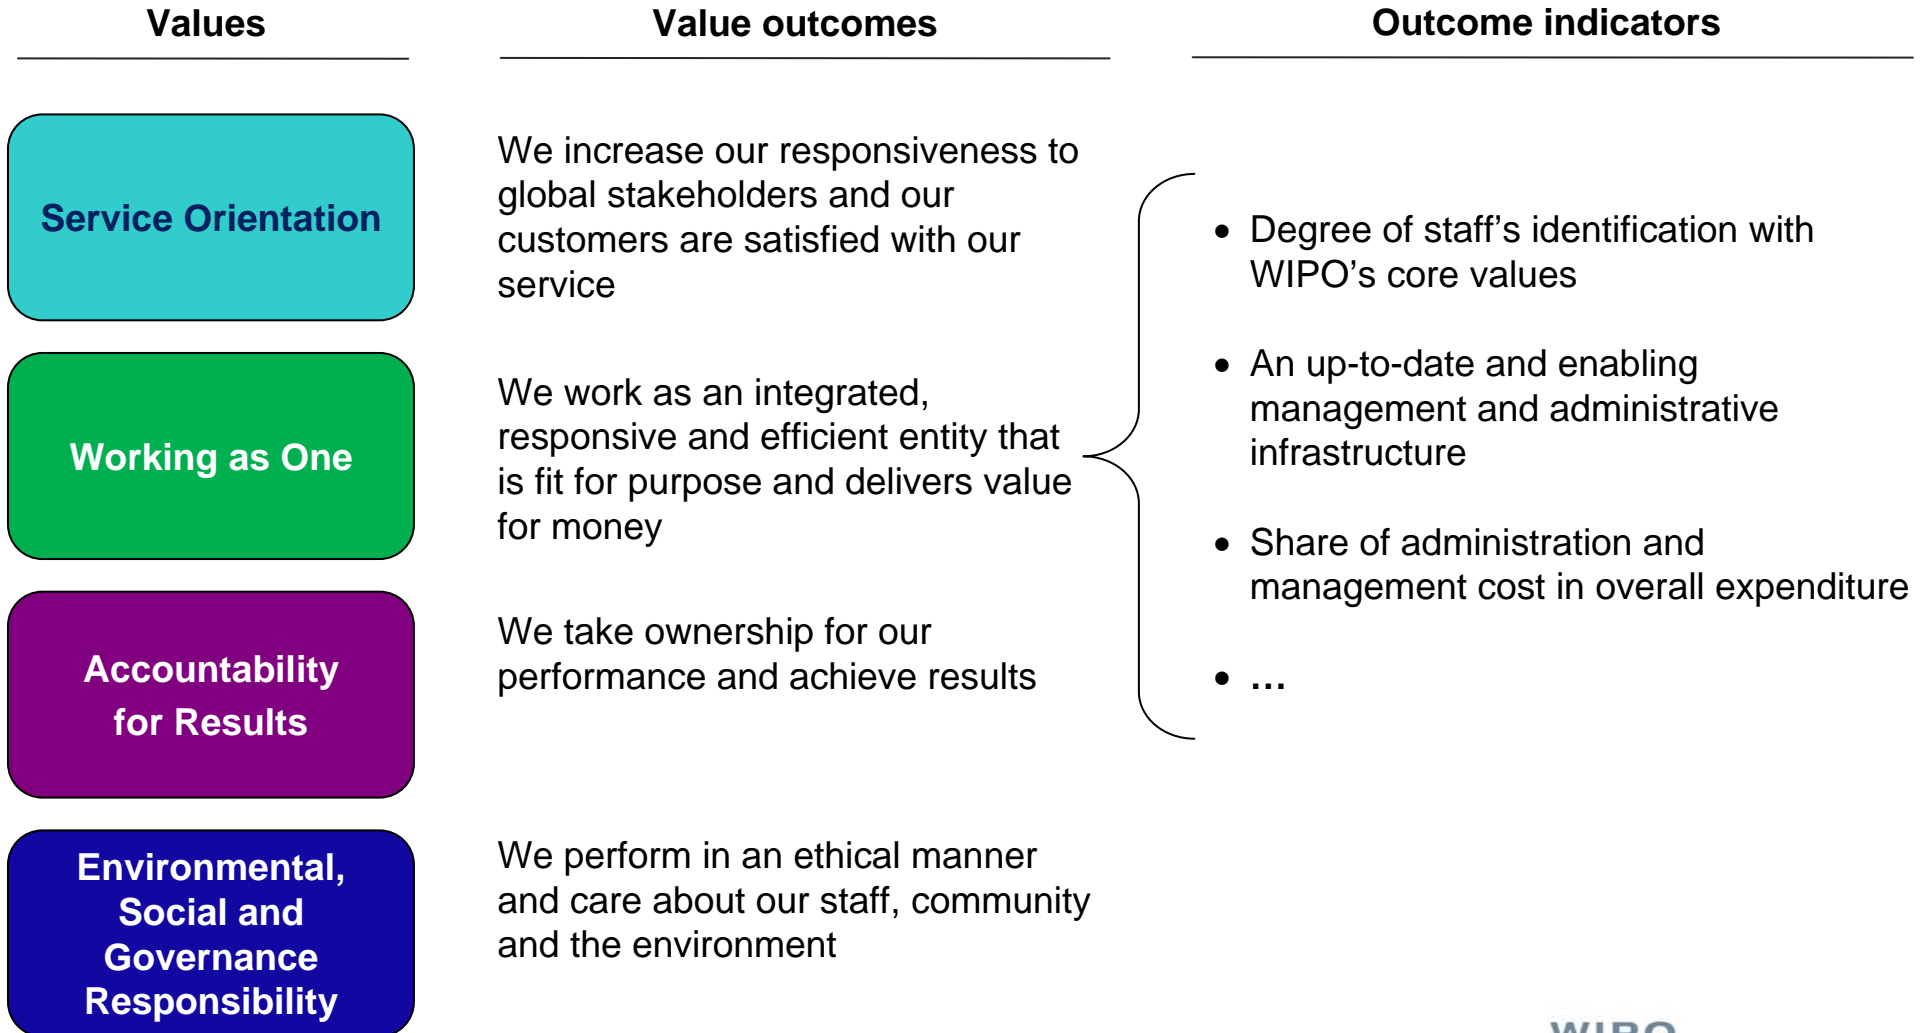 Values
Value outcomes
Outcome indicators
Service Orientation
We increase our responsiveness to
global stakeholders and our
customers are satisfied with our
service
Working as One
We work as an integrated,
responsive and efficient entity that
is fit for purpose and delivers value
for money
• Degree of staff’s identification with
WIPO’s core values
• An up-to-date and enabling
management and administrative
infrastructure
• Share of administration and
management cost in overall expenditure
• ...
Accountability
for Results
We take ownership for our
performance and achieve results
Environmental,
Social and
Governance
Responsibility
We perform in an ethical manner
and care about our staff, community
and the environment
WIPO